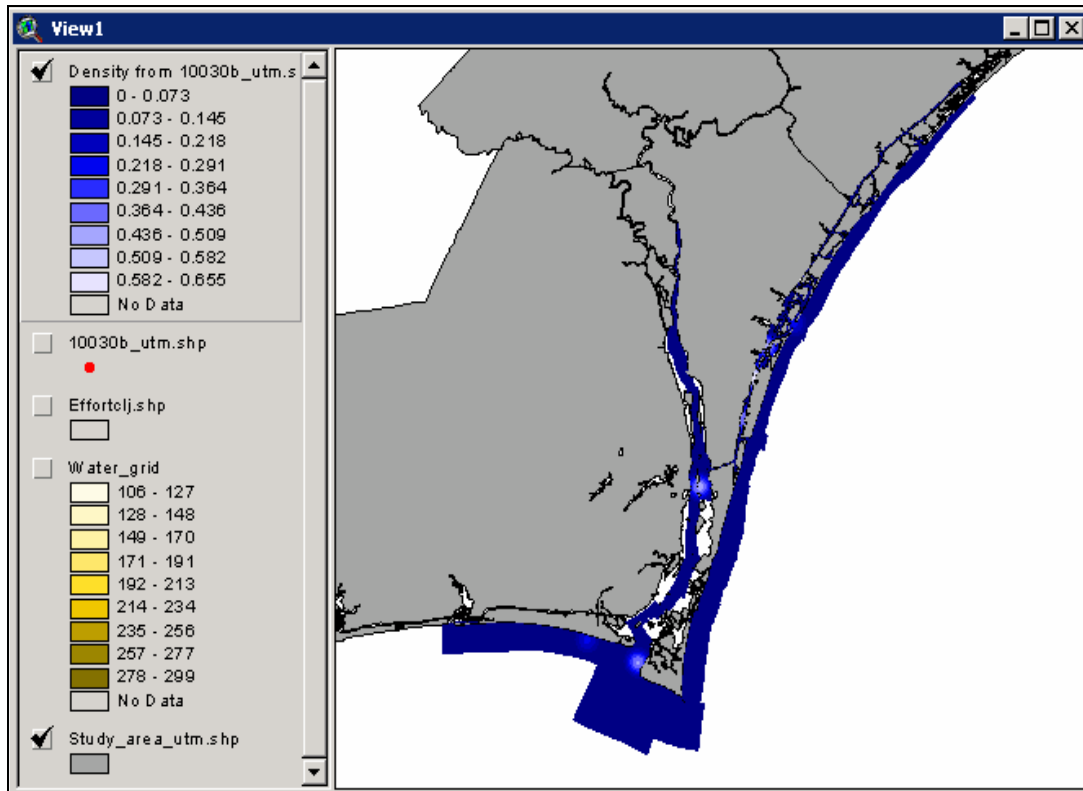 View1
Density from 10030b_utm.s
0 - 0.073
0.073 - 0.145
0.145 - 0.218
0.218 - 0.291
0.291 - 0.364
0.364 - 0.436
0.436 - 0.509
0.509 - 0.582
0.582 - 0.655
No Data
10030b_utm.shp
Effortclj.shp
Water_grid
106 - 127
128 - 148
149 - 170
171 - 191
192 - 213
214 - 234
235 - 256
257 - 277
278 - 299
No Data
Study_area_utm.shp